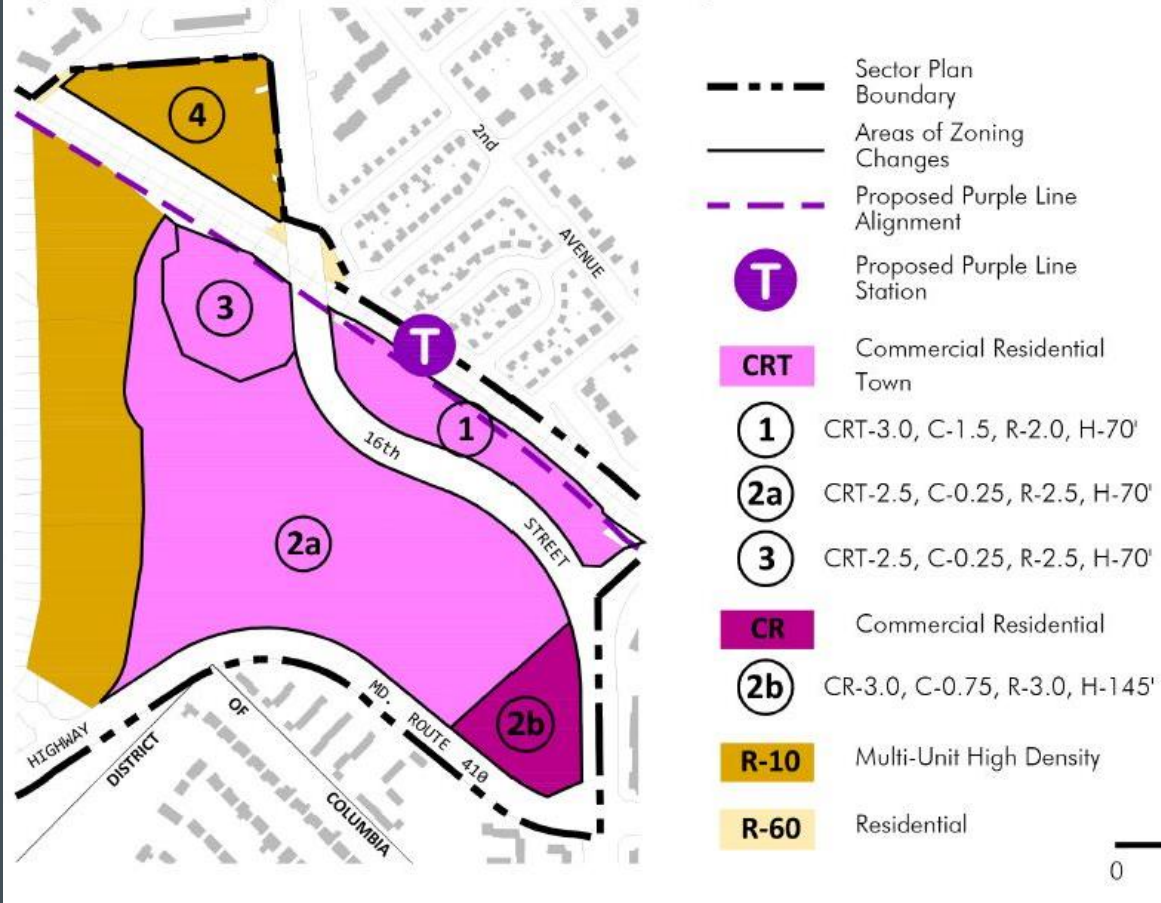 4
2nd
AVENUE
3
T
1
16th
STREET
2a
2b
MD.
ROUTE
410
HIGHWAY
DISTRICT
OF
COLUMBIA
Sector Plan
Boundary
Areas of Zoning
Changes
Proposed Purple Line
Alignment
T
Proposed Purple Line
Station
CRT
Commercial Residential
Town
1 CRT-3.0, C-1.5, R-2.0, H-70'
2a CRT-2.5, C-0.25, R-2.5, H-70'
3 CRT-2.5, C-0.25, R-2.5, H-70'
CR Commercial Residential
2b CR-3.0, C-0.75, R-3.0, H-145'
R-10 Multi-Unit High Density
R-60 Residential
0